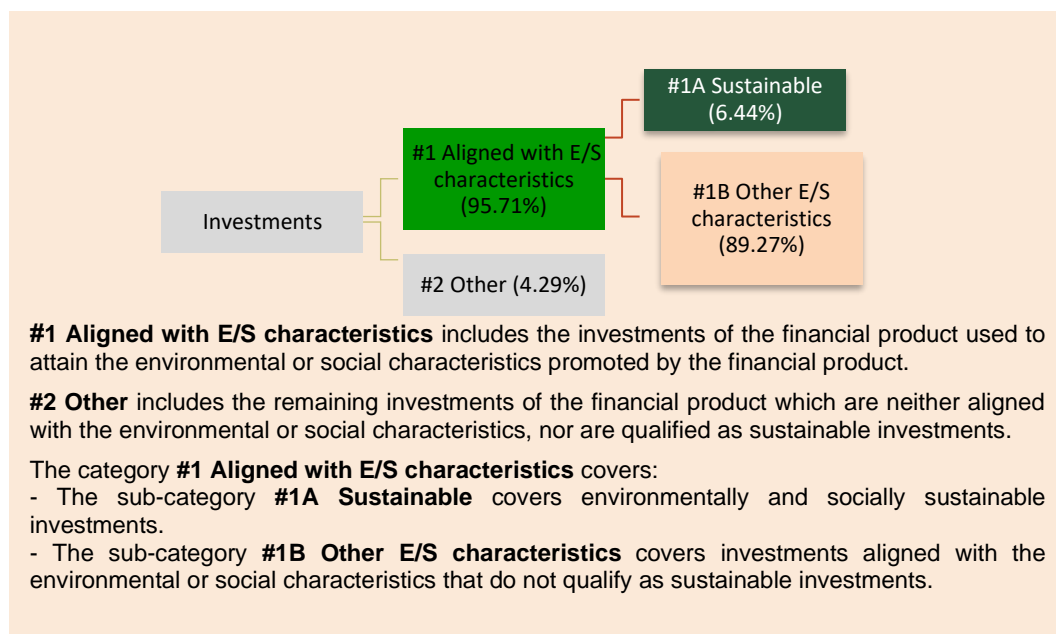 #1A Sustainable
(6.44%)
#1 Aligned with E/S
characteristics
(95.71%)
#1B Other E/S
characteristics
(89.27%)
Investments
#2 Other (4.29%)
#1 Aligned with E/S characteristics includes the investments of the financial product used to
attain the environmental or social characteristics promoted by the financial product.
#2 Other includes the remaining investments of the financial product which are neither aligned
with the environmental or social characteristics, nor are qualified as sustainable investments.
The category #1 Aligned with E/S characteristics covers:
- The sub-category #1A Sustainable covers environmentally and socially sustainable
investments.
- The sub-category #1B Other E/S characteristics covers investments aligned with the
environmental or social characteristics that do not qualify as sustainable investments.